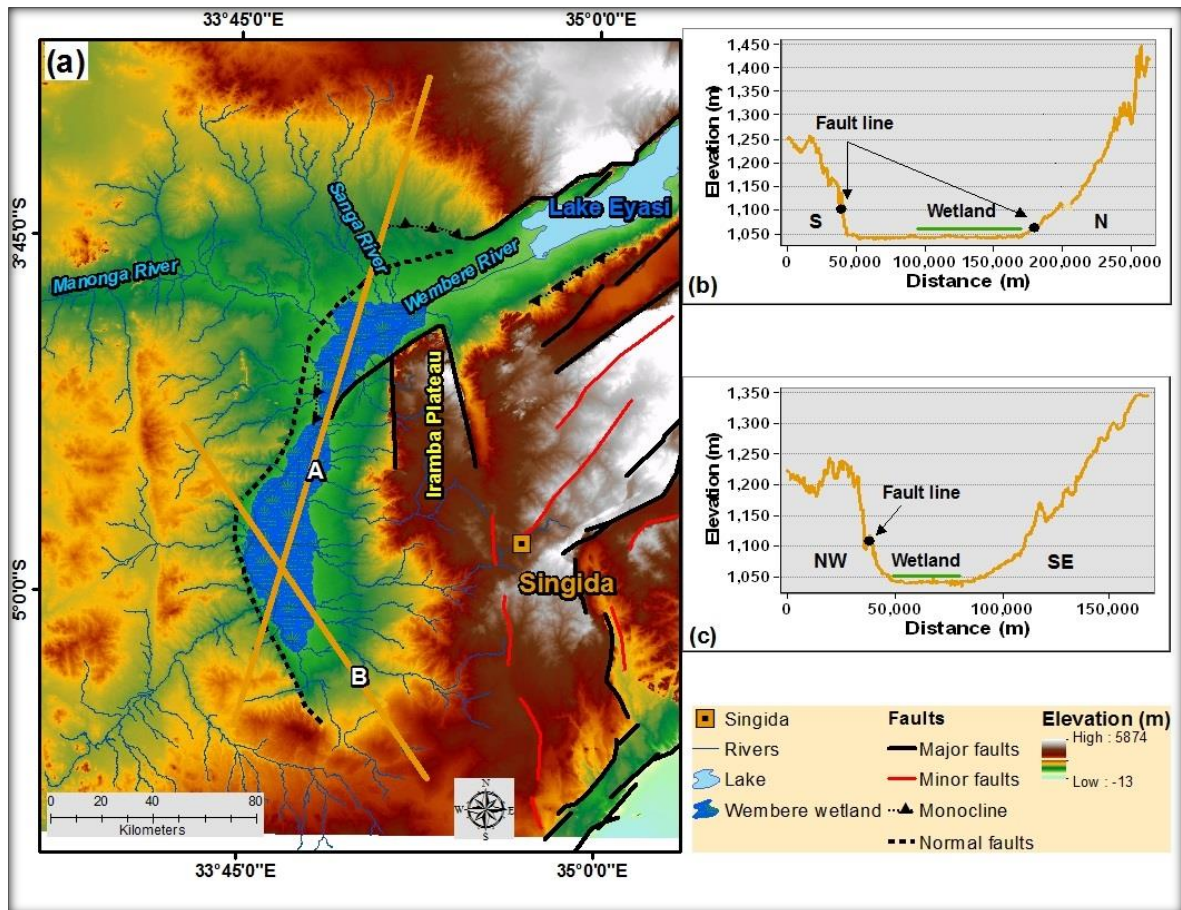 33°45'0"E
35°0'0"E
(a)
3°45'0"S
5°0'0"S
Sanga River
Lake Eyasi
Manonga River
Wembere River
Iramba Plateau
A
B
Singida
0 20 40 80
Kilometers
N
W E
S
33°45'0"E
35°0'0"E
Elevation (m)
1,450
1,400
1,350
1,300
1,250
1,200
1,150
1,100
1,050
Fault line
Wetland
S
N
0 50,000 100,000 150,000 200,000 250,000
Distance (m)
(b)
Elevation (m)
1,350
1,300
1,250
1,200
1,150
1,100
1,050
Fault line
Wetland
NW
SE
0 50,000 100,000 150,000
Distance (m)
(c)
Singida
Rivers
Lake
Wembere wetland
Faults
Major faults
Minor faults
Monocline
Normal faults
Elevation (m)
High : 5874
Low : -13